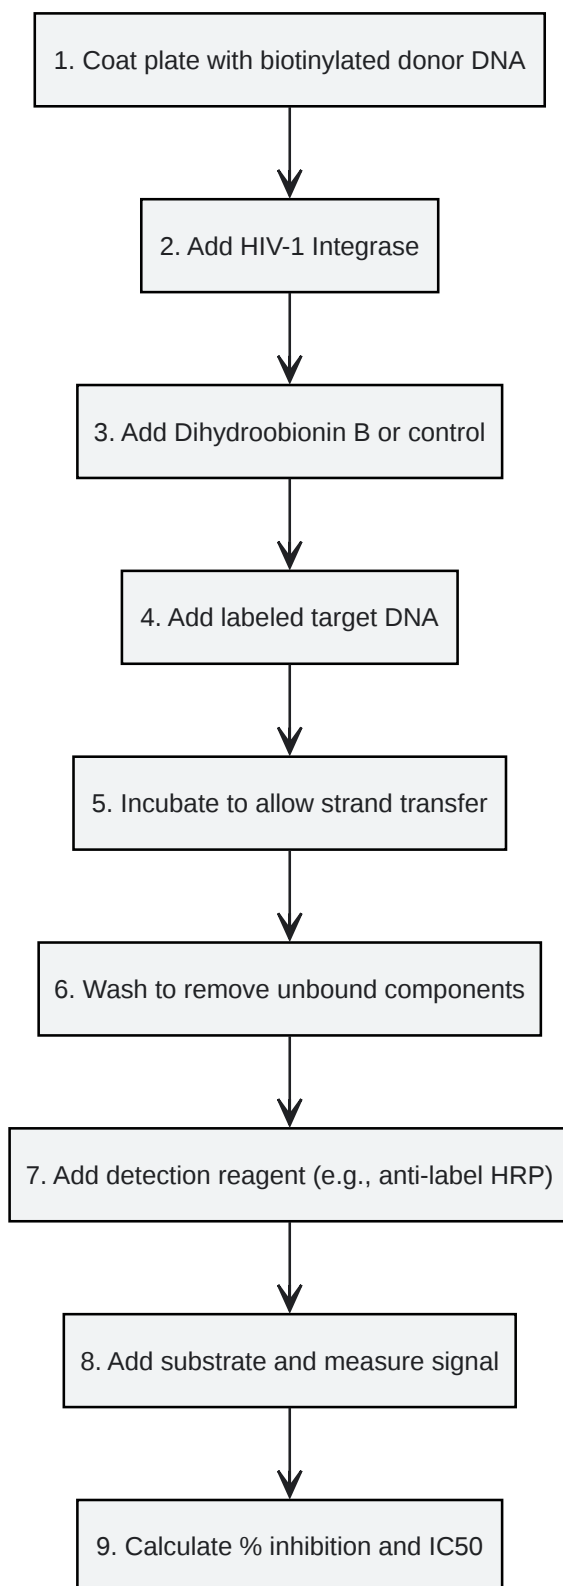 1. Coat plate with biotinylated donor DNA
2. Add HIV-1 Integrase
3. Add Dihydroobionin B or control
4. Add labeled target DNA
5. Incubate to allow strand transfer
6. Wash to remove unbound components
7. Add detection reagent (e.g., anti-label HRP)
8. Add substrate and measure signal
9. Calculate % inhibition and IC50